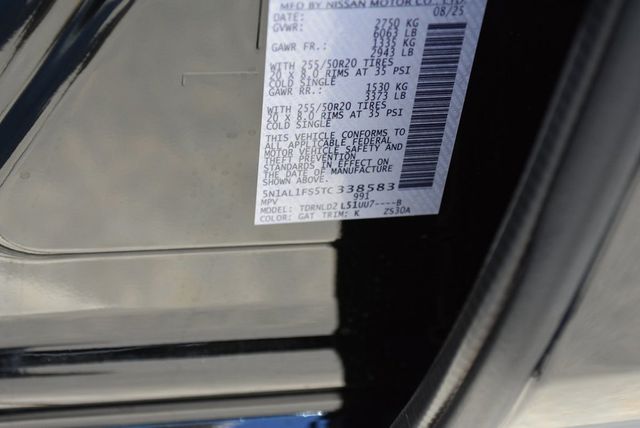 MFD BY NISSAN MOTOR CO., LTD.
DATE: 08/25
GVWR: 2750 KG
6063 LB
GAWR FR.: 1335 KG
2943 LB
WITH 255/50R20 TIRES
20 X 8.0 RIMS AT 35 PSI
COLD SINGLE
GAWR RR.: 1530 KG
3373 LB
WITH 255/50R20 TIRES
20 X 8.0 RIMS AT 35 PSI
COLD SINGLE
THIS VEHICLE CONFORMS TO
ALL APPLICABLE FEDERAL
MOTOR VEHICLE SAFETY AND
THEFT PREVENTION
STANDARDS IN EFFECT ON
THE DATE OF MANUFACTURE
SHOWN ABOVE.
5N1AL1FS5TC338583
MPV 991
MODEL: TDRNLD2 L51UU7----B
COLOR: GAT TRIM: K ZS30A